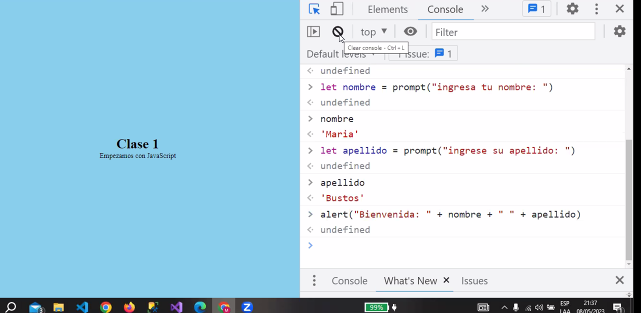 Clase 1
Empezamos con JavaScript
Elements
Console
1
top
Filter
Clear console - Ctrl + L
Default levels
Issue: 1
undefined
let nombre = prompt("ingresa tu nombre: ")
undefined
nombre
'Maria'
let apellido = prompt("ingrese su apellido: ")
undefined
apellido
'Bustos'
alert("Bienvenida: " + nombre + " " + apellido)
undefined
Console
What's New
Issues
99%
ESP
LAA
21:37
08/05/2023